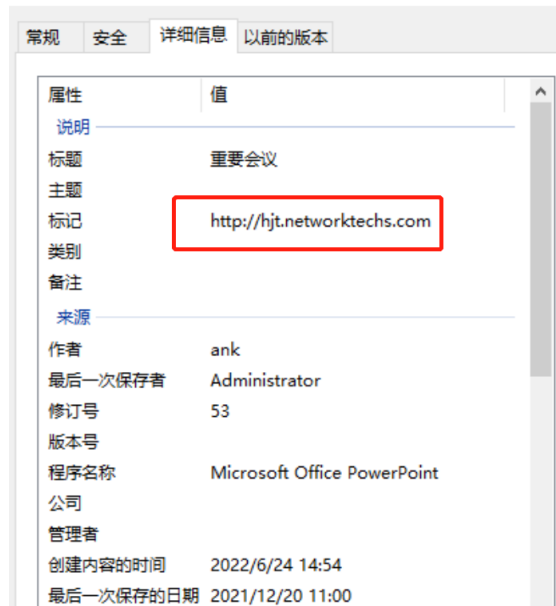 常规 安全 详细信息 以前的版本
属性 值
说明
标题 重要会议
主题
标记 http://hjt.networktechs.com
类别
备注
来源
作者 ank
最后一次保存者 Administrator
修订号 53
版本号
程序名称 Microsoft Office PowerPoint
公司
管理者
创建内容的时间 2022/6/24 14:54
最后一次保存的日期 2021/12/20 11:00